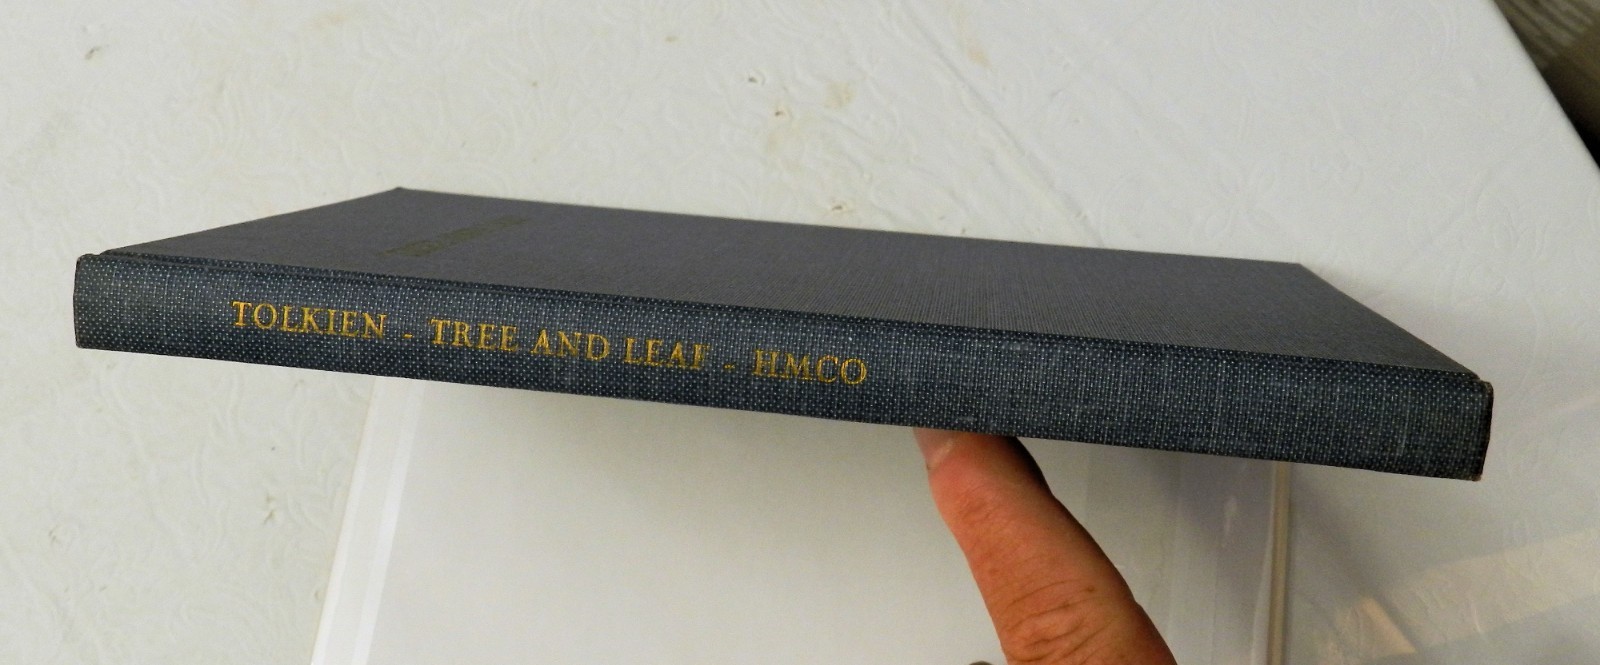 TOLKIEN - TREE AND LEAF - HMCO